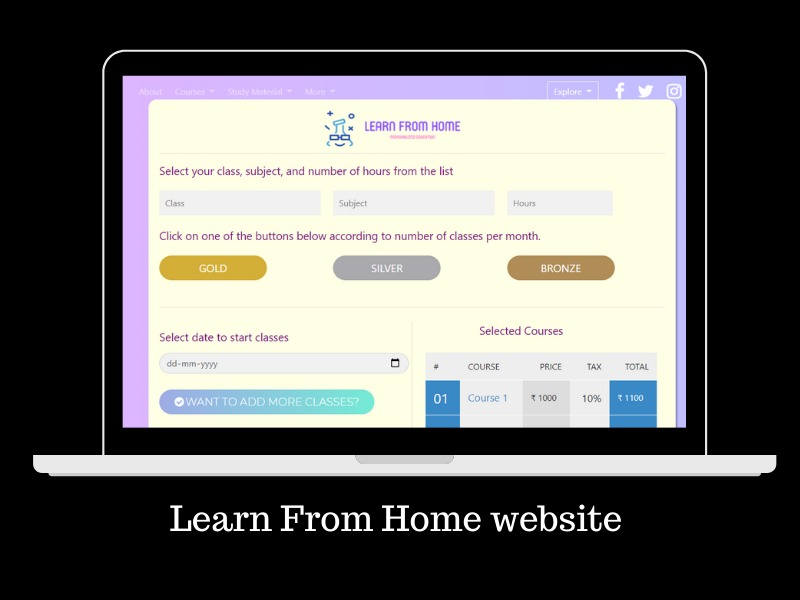 About Courses Study Material More Explore
LEARN FROM HOME
PERSONALIZED EDUCATION
Select your class, subject, and number of hours from the list
Class Subject Hours
Click on one of the buttons below according to number of classes per month.
GOLD SILVER BRONZE
Select date to start classes
dd-mm-yyyy
WANT TO ADD MORE CLASSES?
Selected Courses
# COURSE PRICE TAX TOTAL
01 Course 1 ₹ 1000 10% ₹ 1100
Learn From Home website